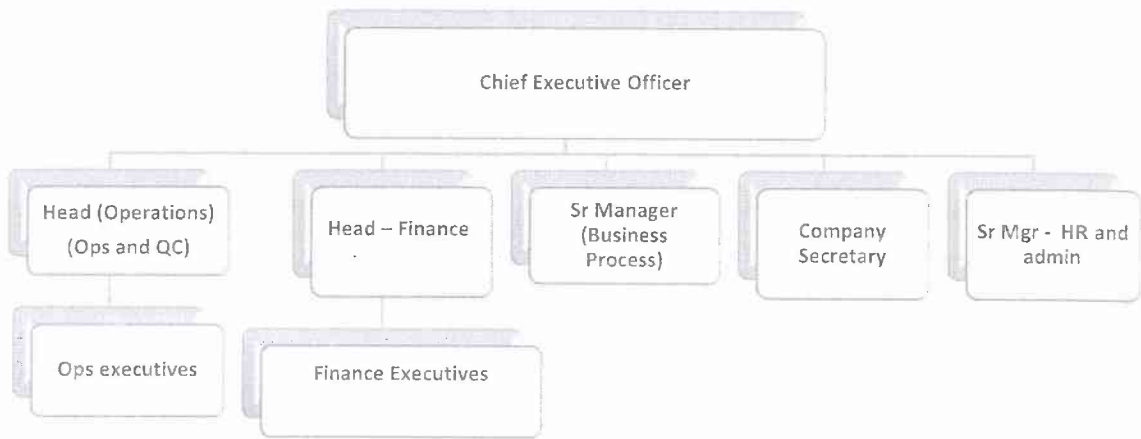 Chief Executive Officer
Head (Operations)
(Ops and QC)
Head – Finance
Sr Manager
(Business
Process)
Company
Secretary
Sr Mgr - HR and
admin
Ops executives
Finance Executives